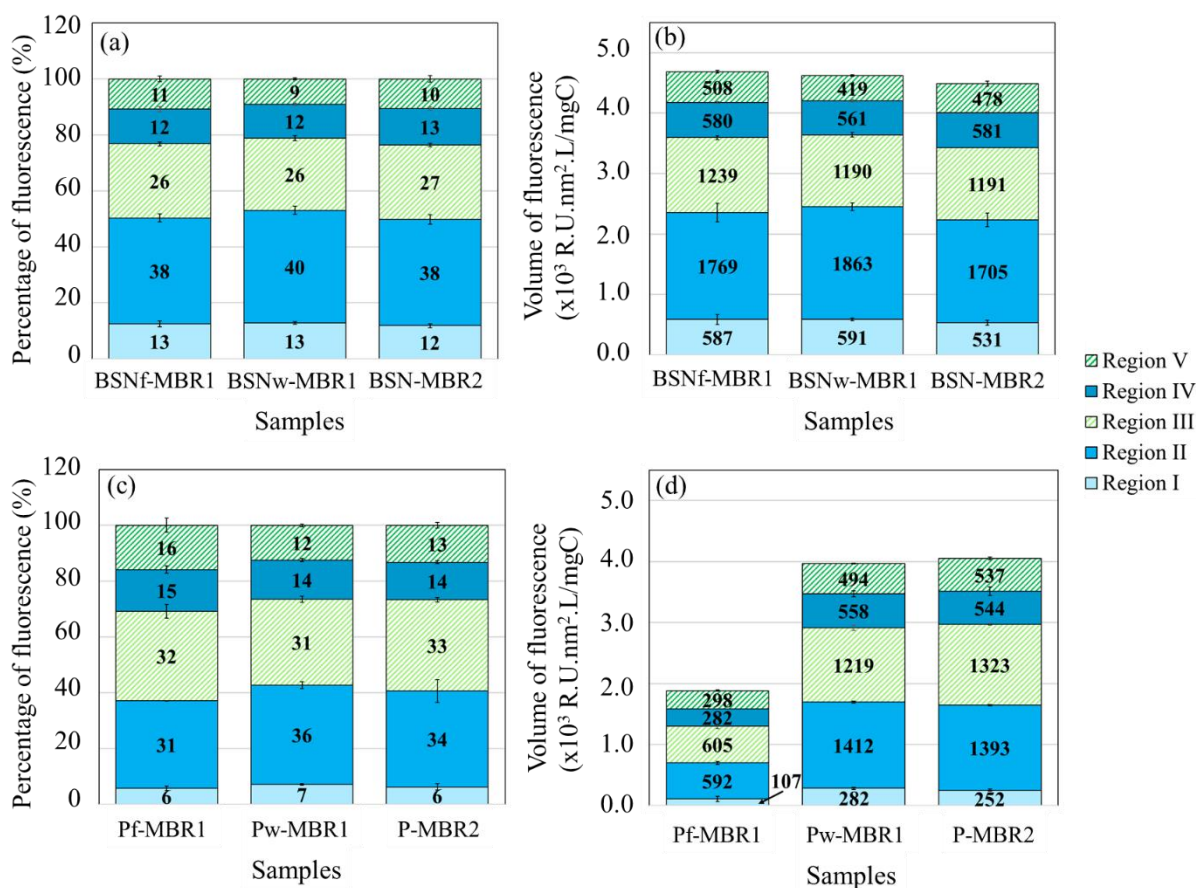 (a)
Percentage of fluorescence (%)
120
100
80
60
40
20
0
11 9 10
12 12 13
26 26 27
38 40 38
13 13 12
BSNf-MBR1 BSNw-MBR1 BSN-MBR2
Samples
(b)
Volume of fluorescence
(x10³ R.U.nm².L/mgC)
5.0
4.0
3.0
2.0
1.0
0.0
508 419 478
580 561 581
1239 1190 1191
1769 1863 1705
587 591 531
BSNf-MBR1 BSNw-MBR1 BSN-MBR2
Samples
Region V
Region IV
Region III
Region II
Region I
(c)
Percentage of fluorescence (%)
120
100
80
60
40
20
0
16 12 13
15 14 14
32 31 33
31 36 34
6 7 6
Pf-MBR1 Pw-MBR1 P-MBR2
Samples
(d)
Volume of fluorescence
(x10³ R.U.nm².L/mgC)
5.0
4.0
3.0
2.0
1.0
0.0
298 494 537
282 558 544
605 1219 1323
592 1412 1393
107 282 252
Pf-MBR1 Pw-MBR1 P-MBR2
Samples